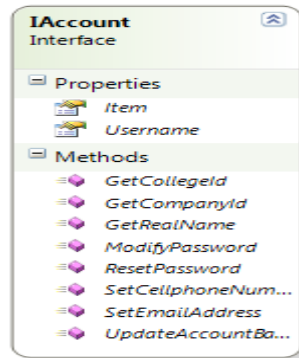 IAccount
Interface
Properties
Item
Username
Methods
GetCollegeId
GetCompanyId
GetRealName
ModifyPassword
ResetPassword
SetCellphoneNum...
SetEmailAddress
UpdateAccountBa...